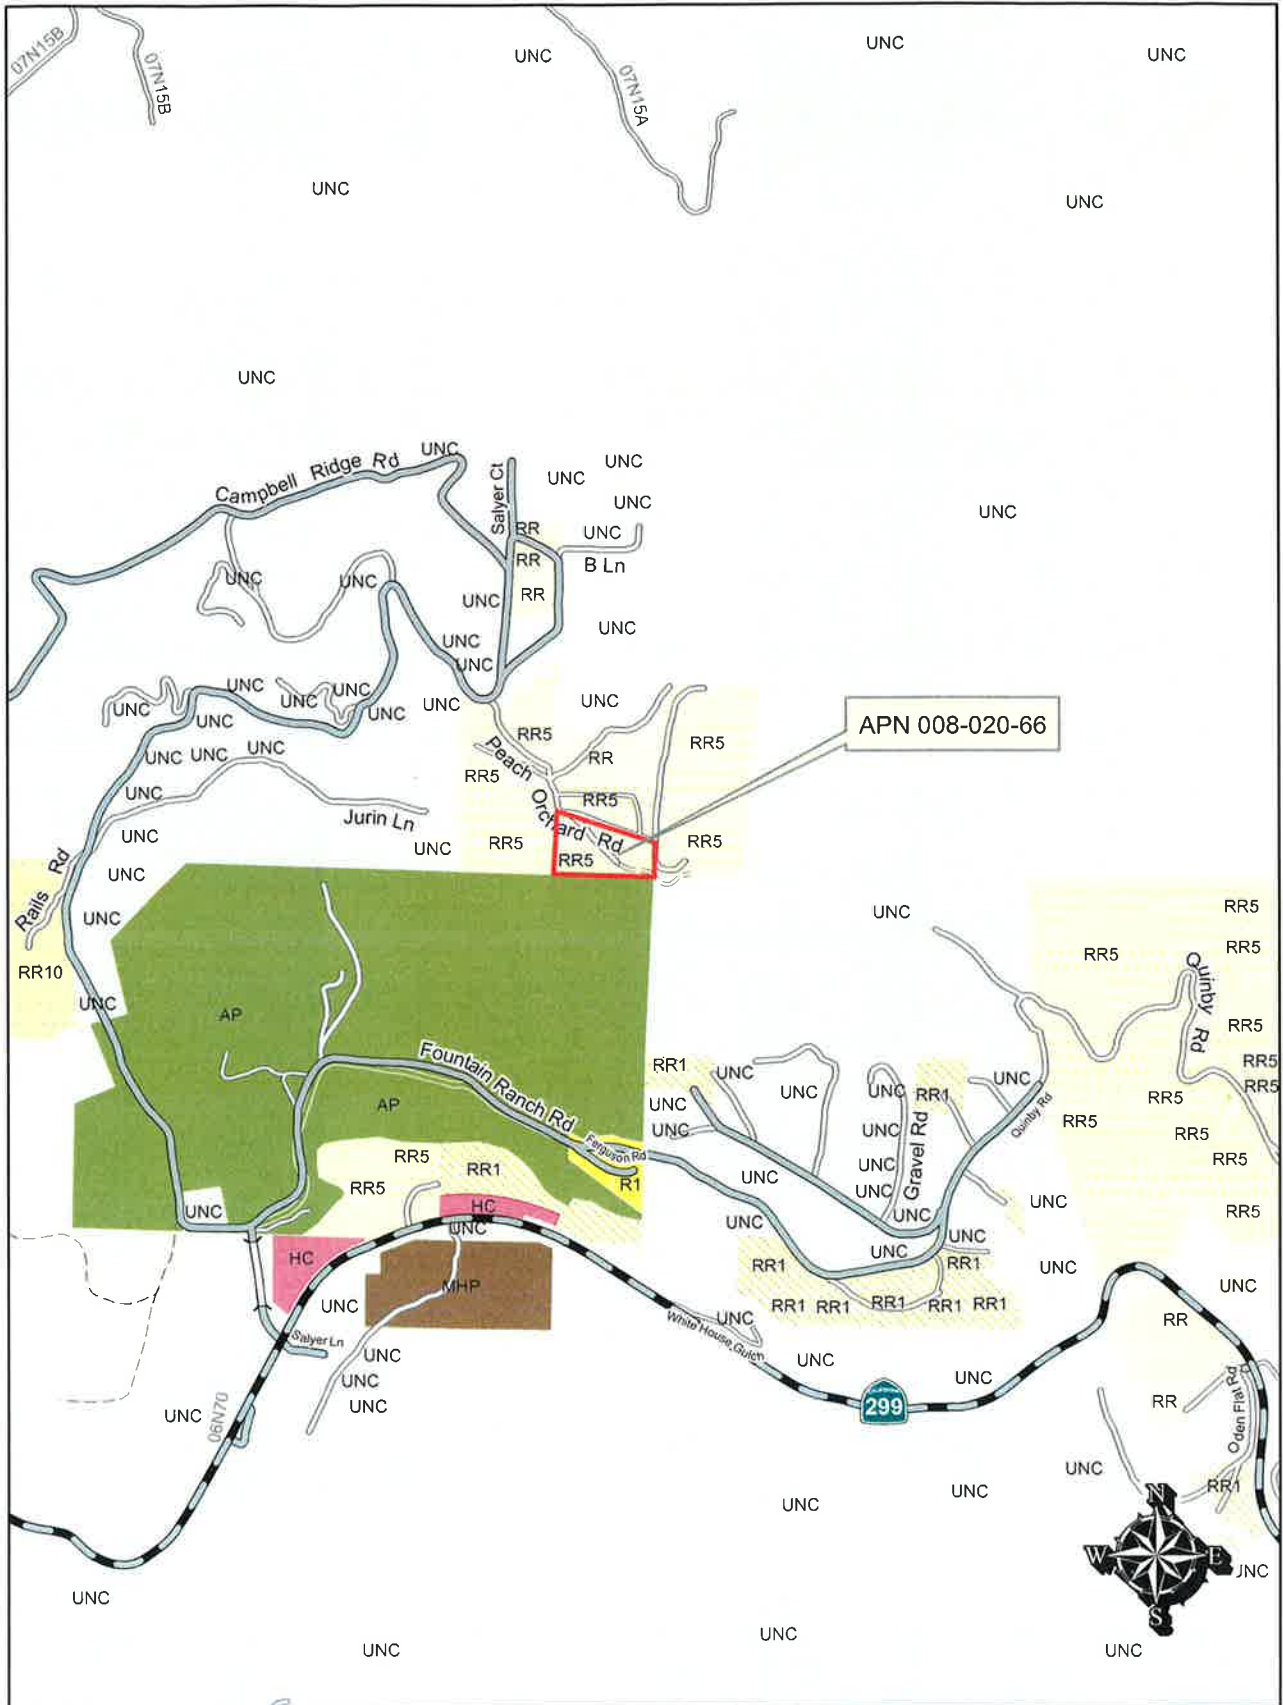 07N15B
07N15B
UNC
07N15A
UNC
UNC
UNC
UNC
UNC
Campbell Ridge Rd
UNC
Salyer Ct
UNC
UNC
UNC
UNC
RR
UNC
B Ln
RR
UNC
UNC
UNC
RR
UNC
UNC
UNC
UNC
UNC
UNC
UNC
UNC
UNC
UNC
UNC
UNC
APN 008-020-66
RR5
RR5
Peach Orchard Rd
RR
RR5
UNC
UNC
UNC
UNC
RR5
Jurin Ln
UNC
UNC
RR5
RR5
RR5
Rails Rd
UNC
UNC
UNC
RR5
RR5
RR5
Quinby Rd
RR10
UNC
AP
RR5
Fountain Ranch Rd
RR1
UNC
UNC
UNC
RR1
UNC
RR5
RR5
RR5
AP
UNC
UNC
UNC
Gravel Rd
Quinby Rd
RR5
RR5
Ferguson Rd
RR5
RR1
UNC
UNC
RR5
RR5
R1
UNC
UNC
RR5
UNC
HC
UNC
UNC
UNC
UNC
UNC
HC
RR1
RR1
UNC
MHP
UNC
UNC
RR1
RR1
RR1
RR1
RR1
RR
Salyer Ln
White House Gulch
UNC
UNC
UNC
UNC
UNC
UNC
299
RR
Oden Flat Rd
UNC
06N70
UNC
RR1
UNC
UNC
N
W
E
S
UNC
UNC
UNC
UNC